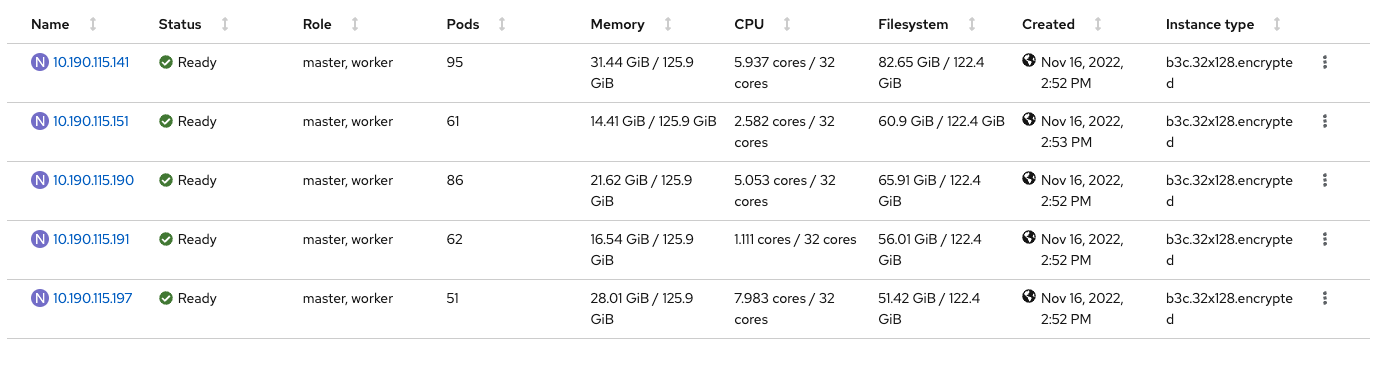 Name Status Role Pods Memory CPU Filesystem Created Instance type
N 10.190.115.141 Ready master, worker 95 31.44 GiB / 125.9 5.937 cores / 32 82.65 GiB / 122.4 Nov 16, 2022, b3c.32x128.encrypte
GiB cores GiB 2:52 PM d
N 10.190.115.151 Ready master, worker 61 14.41 GiB / 125.9 GiB 2.582 cores / 32 60.9 GiB / 122.4 GiB Nov 16, 2022, b3c.32x128.encrypte
cores 2:53 PM d
N 10.190.115.190 Ready master, worker 86 21.62 GiB / 125.9 5.053 cores / 32 65.91 GiB / 122.4 Nov 16, 2022, b3c.32x128.encrypte
GiB cores GiB 2:52 PM d
N 10.190.115.191 Ready master, worker 62 16.54 GiB / 125.9 1.111 cores / 32 cores 56.01 GiB / 122.4 Nov 16, 2022, b3c.32x128.encrypte
GiB GiB 2:52 PM d
N 10.190.115.197 Ready master, worker 51 28.01 GiB / 125.9 7.983 cores / 32 51.42 GiB / 122.4 Nov 16, 2022, b3c.32x128.encrypte
GiB cores GiB 2:52 PM d